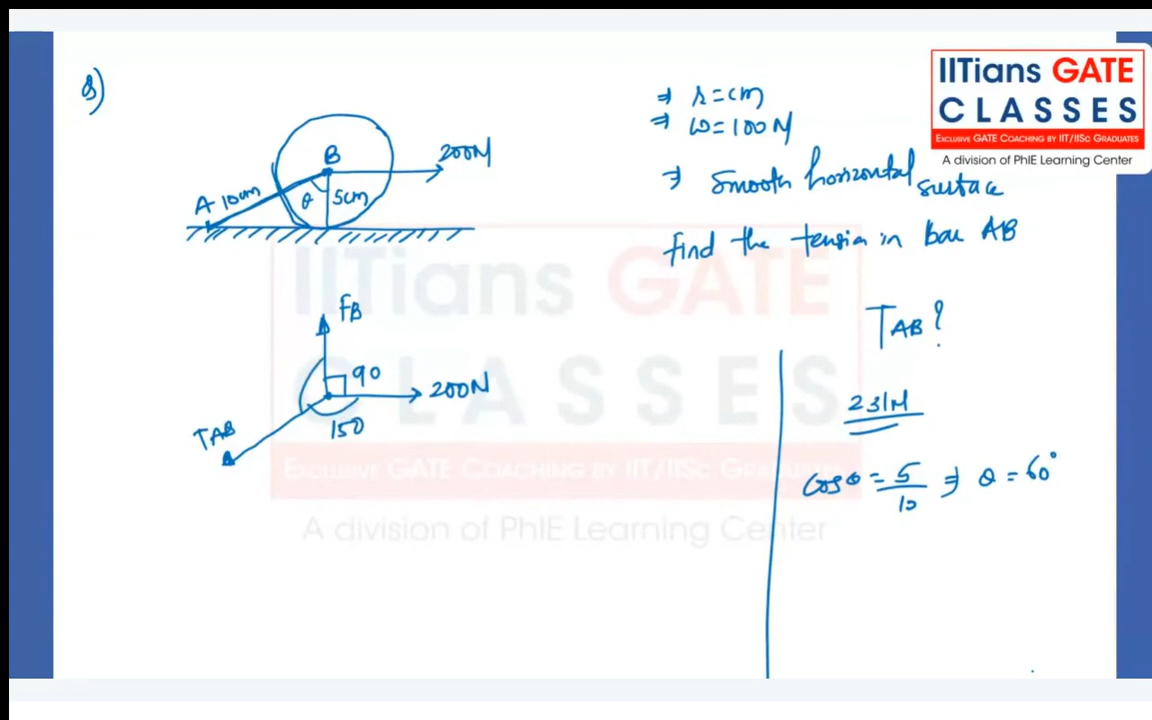 IITians GATE
CLASSES
EXCLUSIVE GATE COACHING BY IIT/IISc GRADUATES
A division of PhIE Learning Center
Q)
⇒ r=cm
⇒ W=100N
⇒ Smooth horizontal surface
find the tension in bar AB
B
200N
A 10cm
θ
5cm
FB
90
200N
150
TAB
TAB?
231N
cosθ = 5/10 ⇒ θ = 60°
IITians GATE
CLASSES
EXCLUSIVE GATE COACHING BY IIT/IISc GRADUATES
A division of PhIE Learning Center